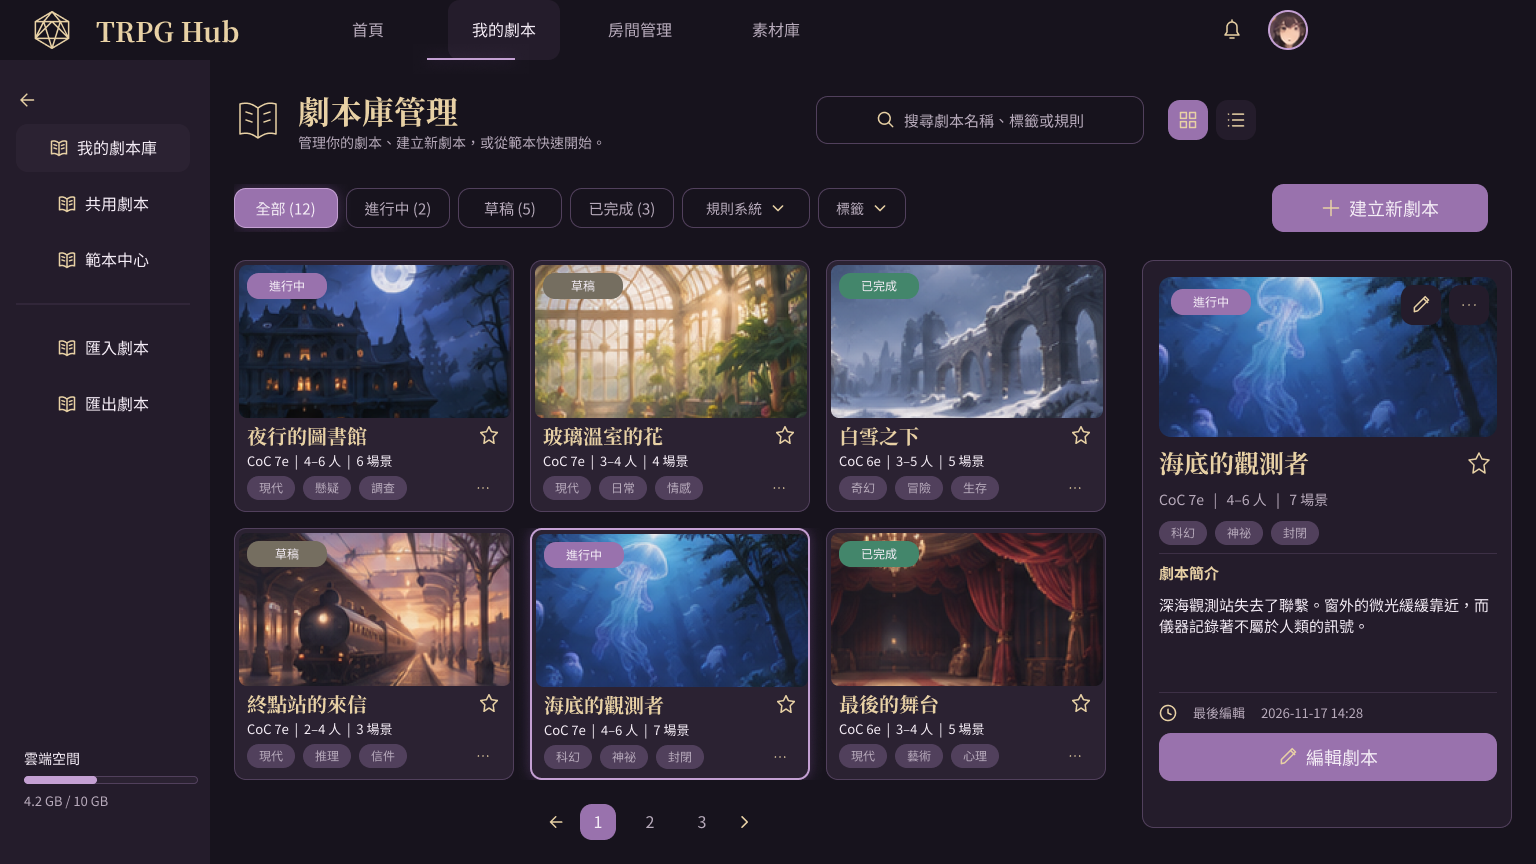 TRPG Hub
首頁
我的劇本
房間管理
素材庫
我的劇本庫
共用劇本
範本中心
匯入劇本
匯出劇本
雲端空間
4.2 GB / 10 GB
劇本庫管理
管理你的劇本、建立新劇本，或從範本快速開始。
搜尋劇本名稱、標籤或規則
全部 (12)
進行中 (2)
草稿 (5)
已完成 (3)
規則系統
標籤
建立新劇本
進行中
夜行的圖書館
CoC 7e | 4–6 人 | 6 場景
現代
懸疑
調查
...
草稿
玻璃溫室的花
CoC 7e | 3–4 人 | 4 場景
現代
日常
情感
...
已完成
白雪之下
CoC 6e | 3–5 人 | 5 場景
奇幻
冒險
生存
...
草稿
終點站的來信
CoC 7e | 2–4 人 | 3 場景
現代
推理
信件
...
進行中
海底的觀測者
CoC 7e | 4–6 人 | 7 場景
科幻
神祕
封閉
...
已完成
最後的舞台
CoC 6e | 3–4 人 | 5 場景
現代
藝術
心理
...
1
2
3
進行中
...
海底的觀測者
CoC 7e | 4–6 人 | 7 場景
科幻
神祕
封閉
劇本簡介
深海觀測站失去了聯繫。窗外的微光緩緩靠近，而
儀器記錄著不屬於人類的訊號。
最後編輯 2026-11-17 14:28
編輯劇本